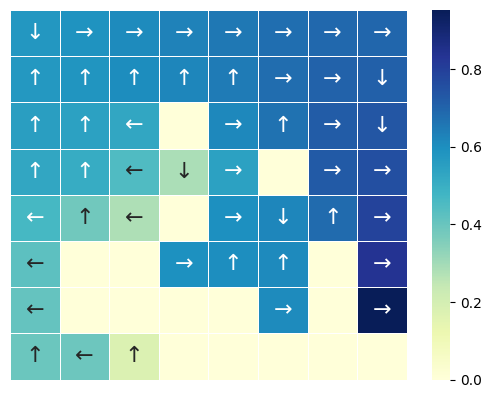 ↓ → → → → → → →
↑ ↑ ↑ ↑ ↑ → → ↓
↑ ↑ ← → ↑ → ↓
↑ ↑ ← ↓ → → →
← ↑ ← → ↓ ↑ →
← → ↑ ↑ →
← → →
↑ ← ↑
0.8
0.6
0.4
0.2
0.0